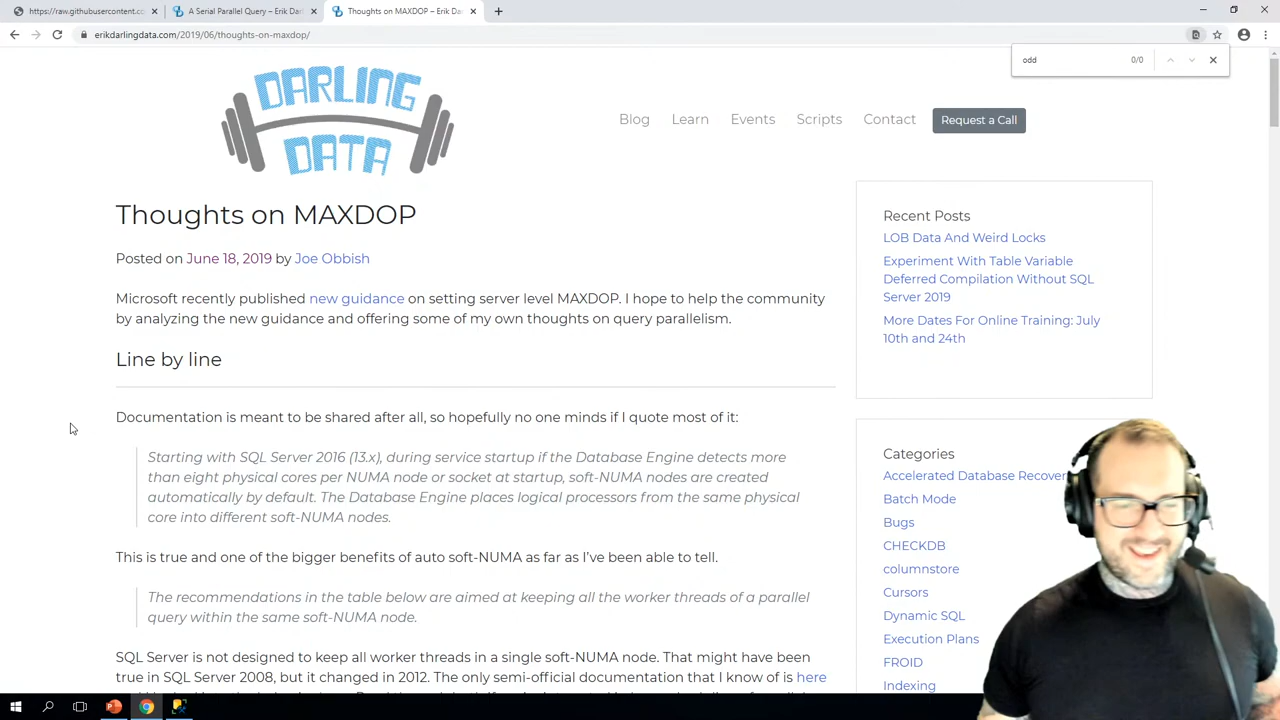 https://raw.githubusercontent.co
A Serial Parallel Query – Erik Darl
Thoughts on MAXDOP – Erik Da
erikdarlingdata.com/2019/06/thoughts-on-maxdop/
odd
0/0
DARLING
DATA
Blog
Learn
Events
Scripts
Contact
Request a Call
Thoughts on MAXDOP
Posted on June 18, 2019 by Joe Obbish
Microsoft recently published new guidance on setting server level MAXDOP. I hope to help the community
by analyzing the new guidance and offering some of my own thoughts on query parallelism.
Line by line
Documentation is meant to be shared after all, so hopefully no one minds if I quote most of it:
Starting with SQL Server 2016 (13.x), during service startup if the Database Engine detects more
than eight physical cores per NUMA node or socket at startup, soft-NUMA nodes are created
automatically by default. The Database Engine places logical processors from the same physical
core into different soft-NUMA nodes.
This is true and one of the bigger benefits of auto soft-NUMA as far as I've been able to tell.
The recommendations in the table below are aimed at keeping all the worker threads of a parallel
query within the same soft-NUMA node.
SQL Server is not designed to keep all worker threads in a single soft-NUMA node. That might have been
true in SQL Server 2008, but it changed in 2012. The only semi-official documentation that I know of is here
Recent Posts
LOB Data And Weird Locks
Experiment With Table Variable
Deferred Compilation Without SQL
Server 2019
More Dates For Online Training: July
10th and 24th
Categories
Accelerated Database Recover
Batch Mode
Bugs
CHECKDB
columnstore
Cursors
Dynamic SQL
Execution Plans
FROID
Indexing